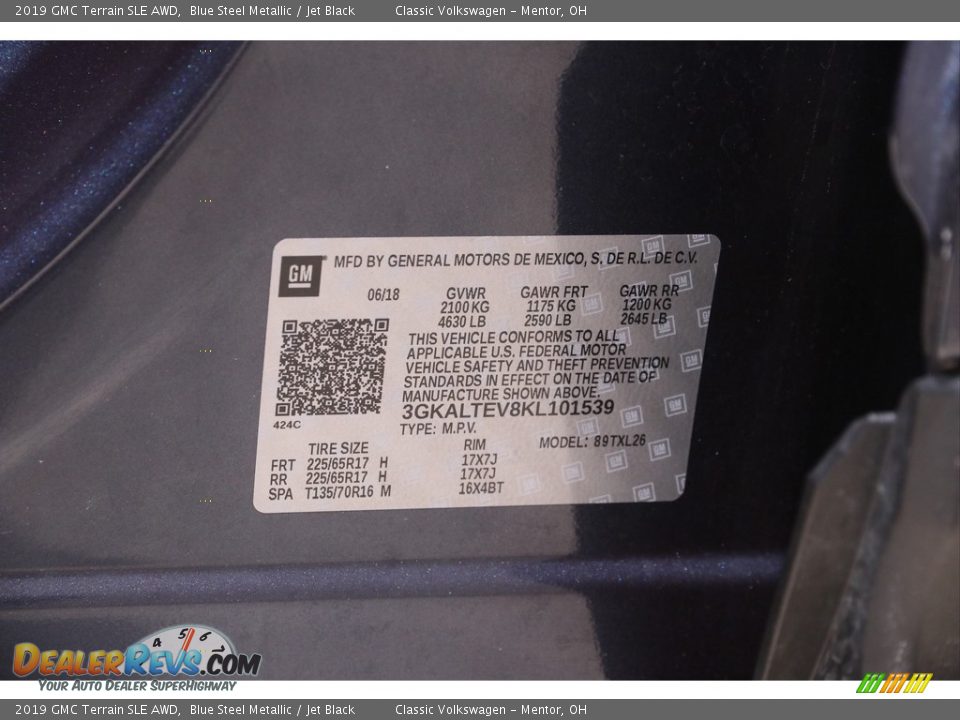 2019 GMC Terrain SLE AWD, Blue Steel Metallic / Jet Black Classic Volkswagen – Mentor, OH
GM
MFD BY GENERAL MOTORS DE MEXICO, S. DE R.L. DE C.V.
06/18 GVWR GAWR FRT GAWR RR
2100 KG 1175 KG 1200 KG
4630 LB 2590 LB 2645 LB
THIS VEHICLE CONFORMS TO ALL
APPLICABLE U.S. FEDERAL MOTOR
VEHICLE SAFETY AND THEFT PREVENTION
STANDARDS IN EFFECT ON THE DATE OF
MANUFACTURE SHOWN ABOVE.
3GKALTEV8KL101539
424C
TYPE: M.P.V.
TIRE SIZE RIM MODEL: 89TXL26
FRT 225/65R17 H 17X7J
RR 225/65R17 H 17X7J
SPA T135/70R16 M 16X4BT
4 5 6
DEALERREVS.COM
YOUR AUTO DEALER SUPERHIGHWAY
2019 GMC Terrain SLE AWD, Blue Steel Metallic / Jet Black Classic Volkswagen – Mentor, OH